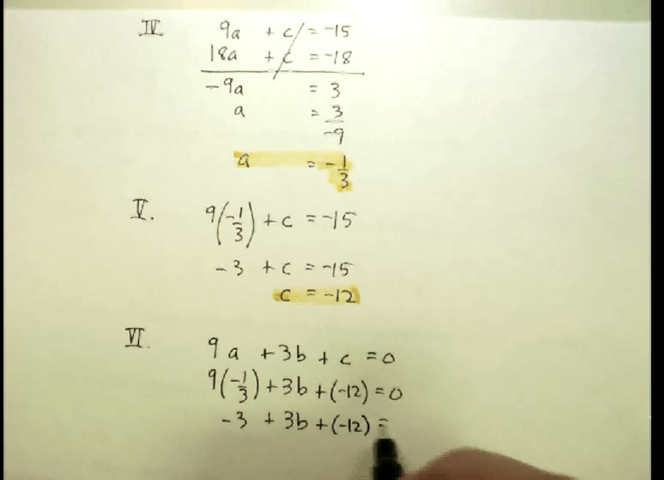 IV 9a + c = -15
18a + c = -18
-9a = 3
a = 3/-9
a = -1/3
V. 9(-1/3) + c = -15
-3 + c = -15
c = -12
VI. 9a + 3b + c = 0
9(-1/3) + 3b + (-12) = 0
-3 + 3b + (-12) =